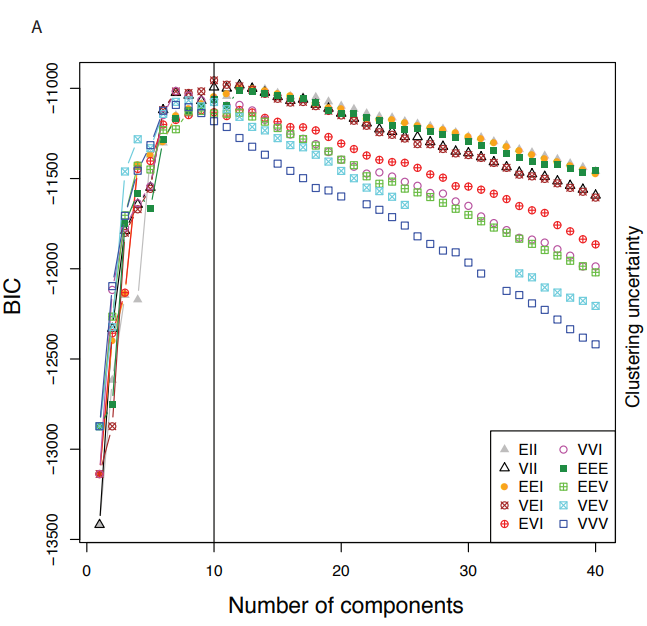 A
BIC
-11000
-11500
-12000
-12500
-13000
-13500
0 10 20 30 40
Number of components
Clustering uncertainty
EII VVI
VII EEE
EEI EEV
VEI VEV
EVI VVV